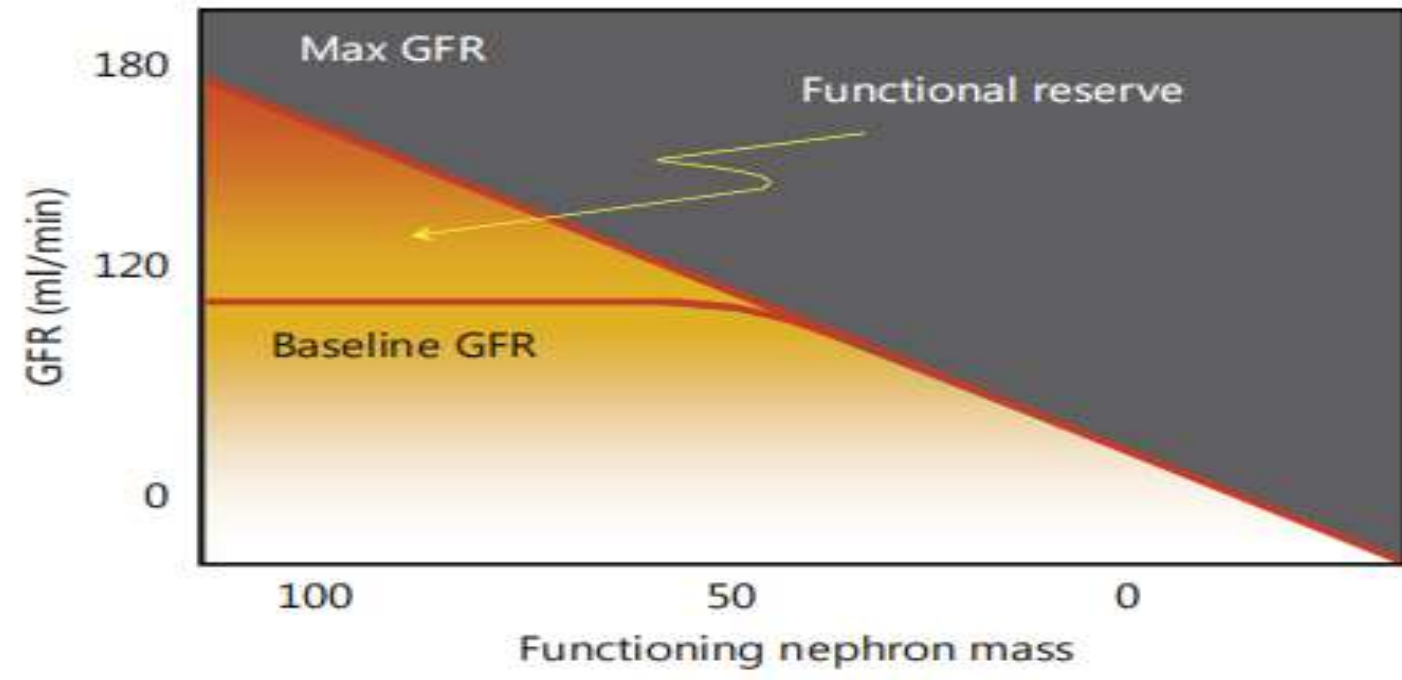 Max GFR
Functional reserve
Baseline GFR
GFR (ml/min)
180
120
0
100 50 0
Functioning nephron mass